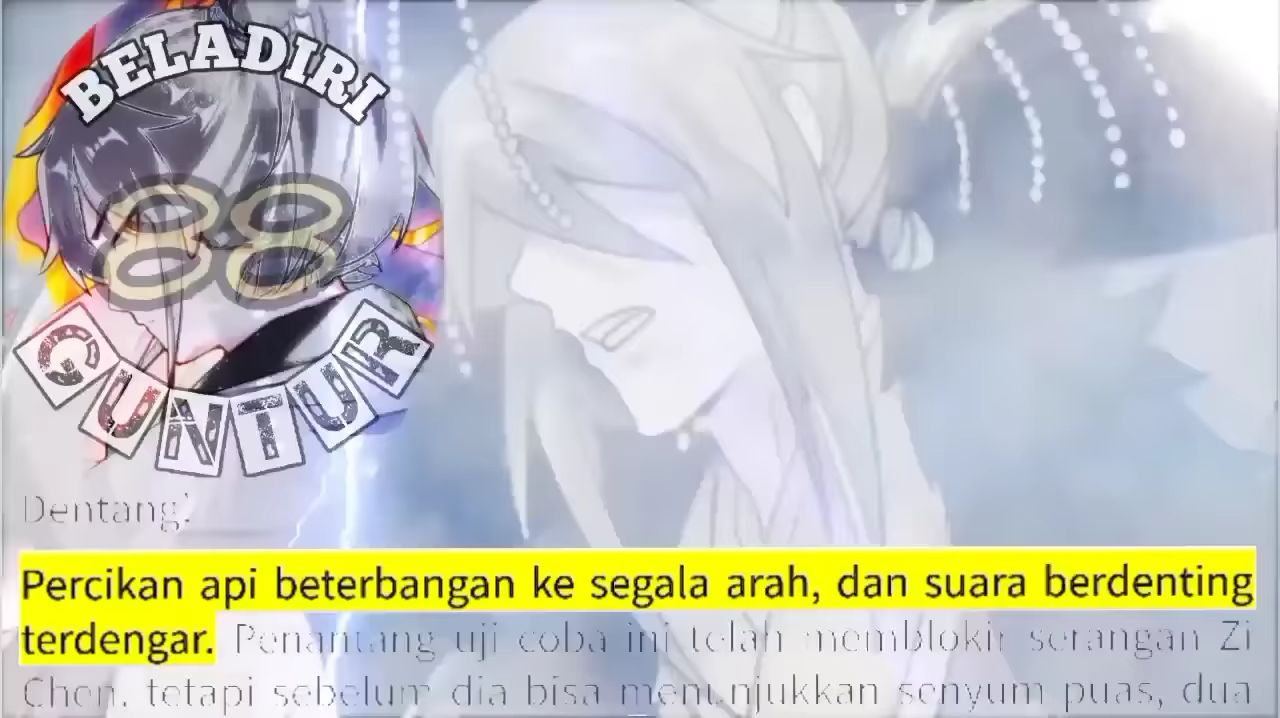 BELADIRI
88
GUNTUR
Dentang!
Percikan api beterbangan ke segala arah, dan suara berdenting
terdengar. Penantang uji coba ini telah memblokir serangan Zi
Chen, tetapi sebelum dia bisa menunjukkan senyum puas, dua